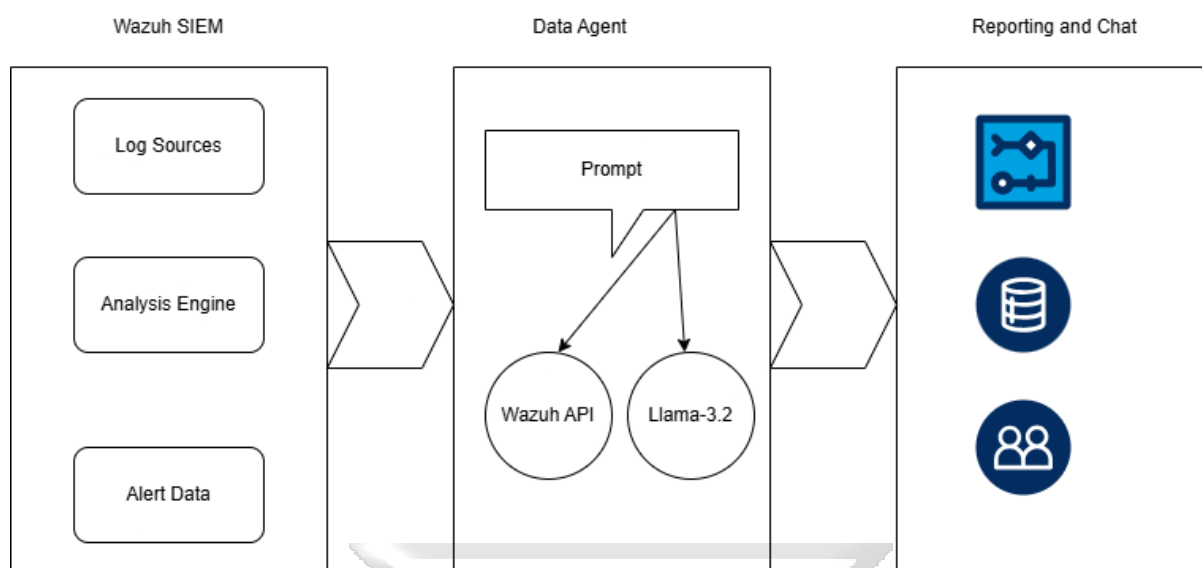 Wazuh SIEM
Data Agent
Reporting and Chat
Log Sources
Analysis Engine
Alert Data
Prompt
Wazuh API
Llama-3.2